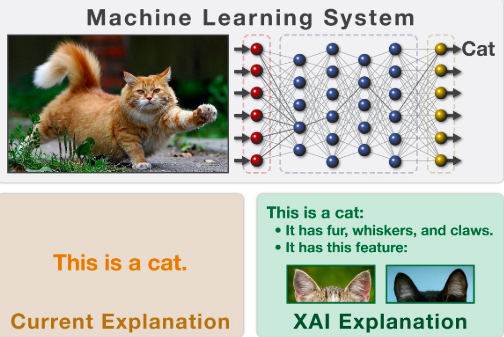 Machine Learning System
Cat
This is a cat.
Current Explanation
This is a cat:
• It has fur, whiskers, and claws.
• It has this feature:
XAI Explanation